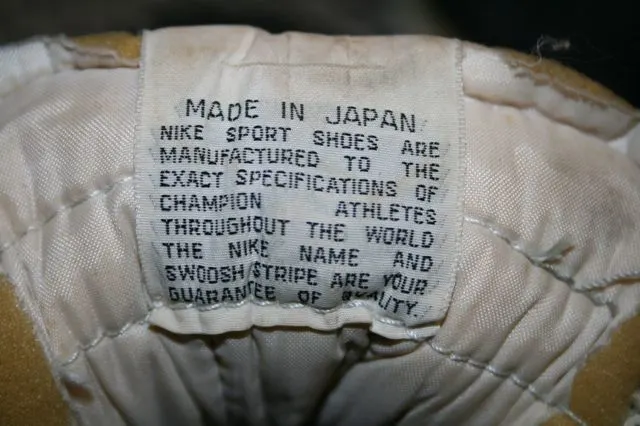 MADE IN JAPAN
NIKE SPORT SHOES ARE
MANUFACTURED TO THE
EXACT SPECIFICATIONS OF
CHAMPION ATHLETES
THROUGHOUT THE WORLD
THE NIKE NAME AND
SWOOSH STRIPE ARE YOUR
GUARANTEE OF QUALITY.